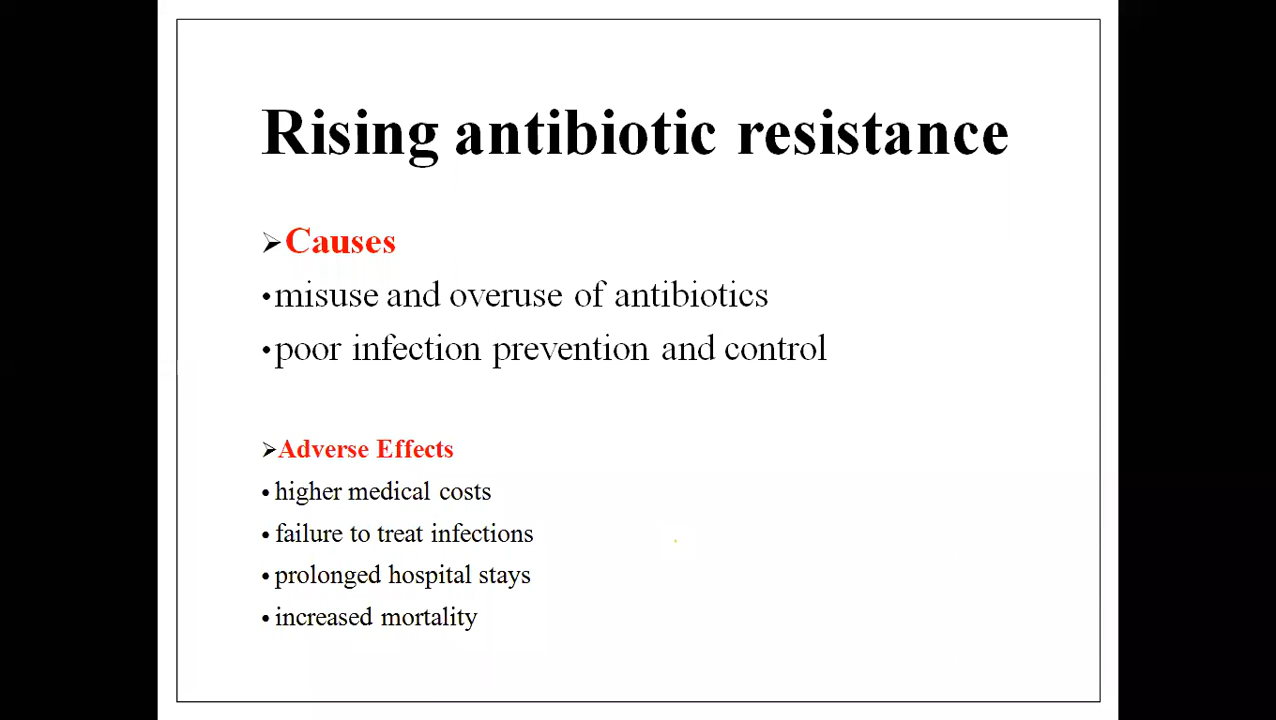 Rising antibiotic resistance
➢Causes
•misuse and overuse of antibiotics
•poor infection prevention and control
➢Adverse Effects
•higher medical costs
•failure to treat infections
•prolonged hospital stays
•increased mortality